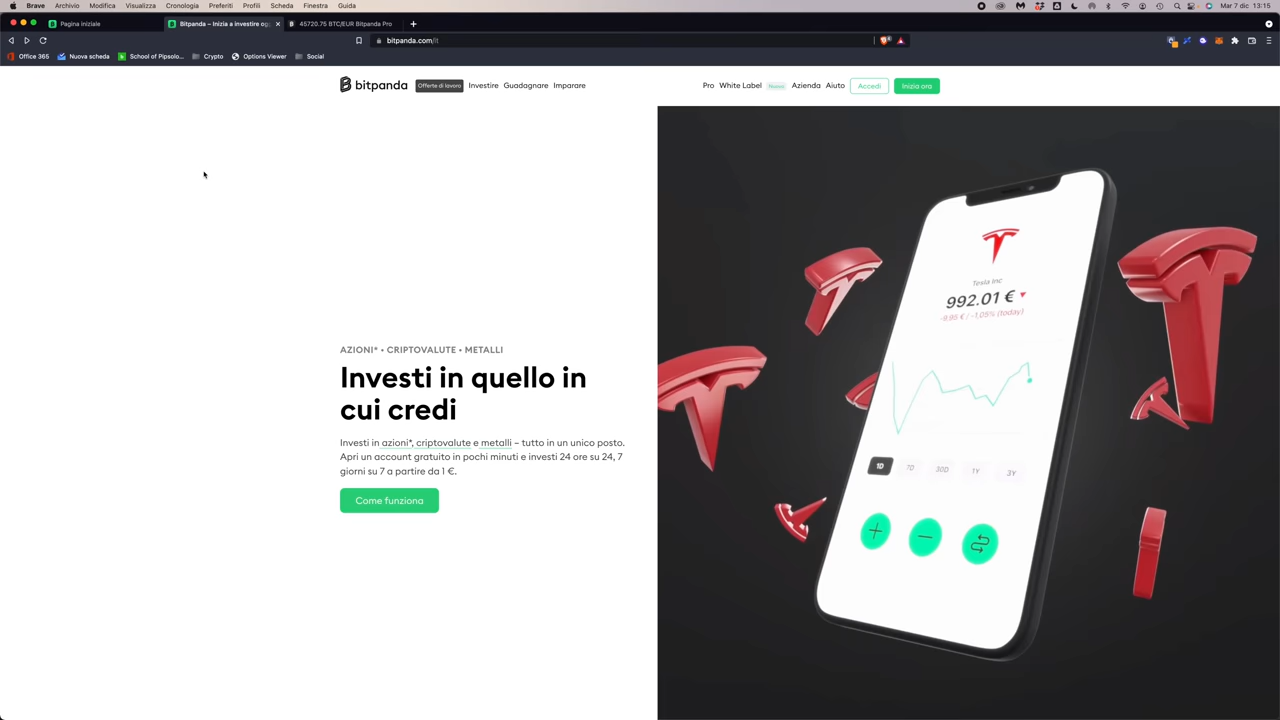 Brave Archivio Modifica Visualizza Cronologia Preferiti Profili Scheda Finestra Guida Mar 7 dic 13:15
Pagina iniziale Bitpanda – Inizia a investire og 45720.75 BTC/EUR Bitpanda Pro
bitpanda.com/it
Office 365 Nuova scheda School of Pipsolo... Crypto Options Viewer Social
bitpanda Offerte di lavoro Investire Guadagnare Imparare Pro White Label Nuovo Azienda Aiuto Accedi Inizia ora
Tesla Inc
992.01 €
-9.95 € / -1,05% (today)
1D 7D 30D 1Y 3Y
AZIONI* • CRIPTOVALUTE • METALLI
Investi in quello in
cui credi
Investi in azioni*, criptovalute e metalli – tutto in un unico posto.
Apri un account gratuito in pochi minuti e investi 24 ore su 24, 7
giorni su 7 a partire da 1 €.
Come funziona